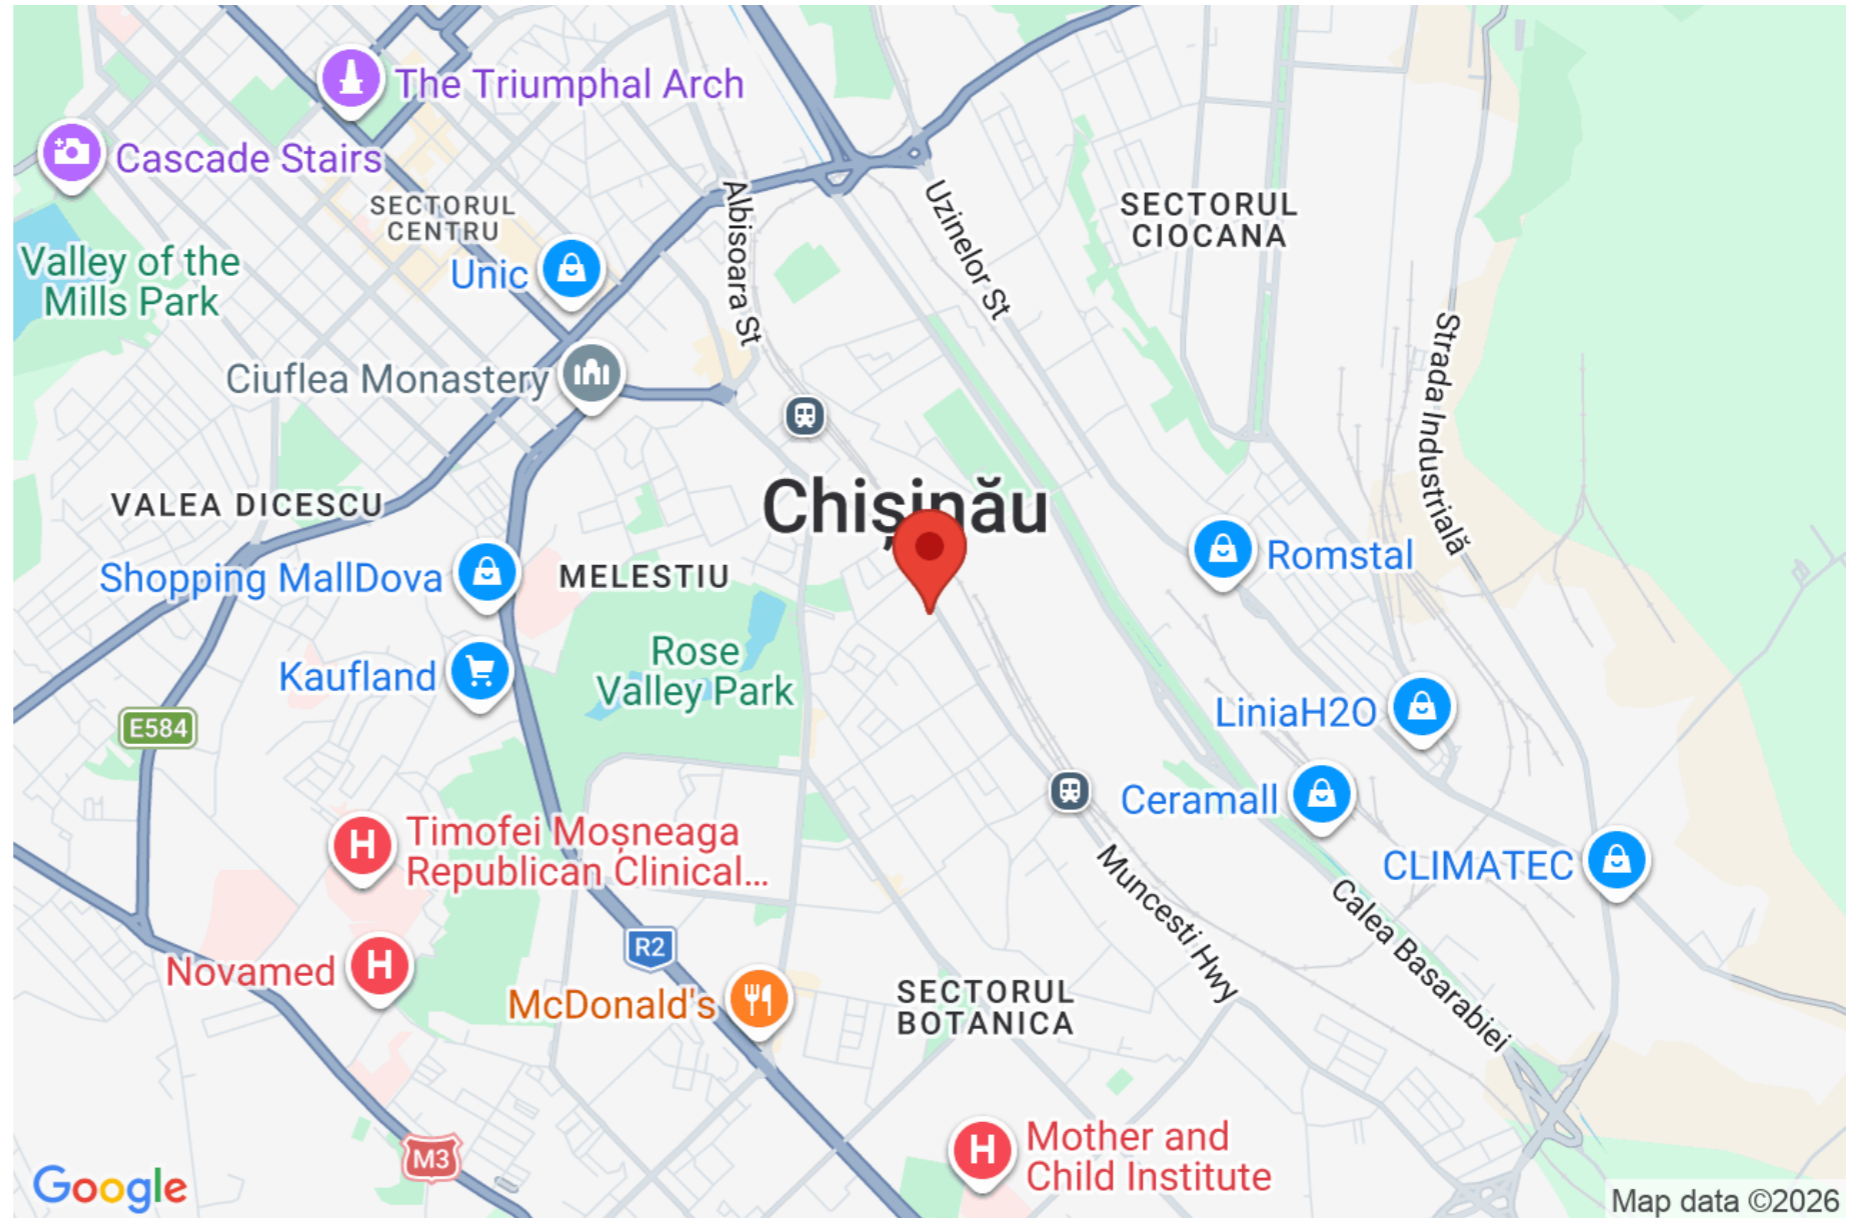 The Triumphal Arch
Cascade Stairs
SECTORUL
CENTRU
Albisoara St
Uzinelor St
SECTORUL
CIOCANA
Valley of the
Mills Park
Unic
Strada Industrială
Ciuflea Monastery
VALEA DICESCU
Chișinău
Shopping MallDova
MELESTIU
Romstal
Rose
Valley Park
Kaufland
E584
LiniaH2O
Ceramall
Timofei Moșneaga
Republican Clinical...
Muncesti Hwy
CLIMATEC
Calea Basarabiei
R2
Novamed
McDonald's
SECTORUL
BOTANICA
M3
Mother and
Child Institute
Google
Map data ©2026